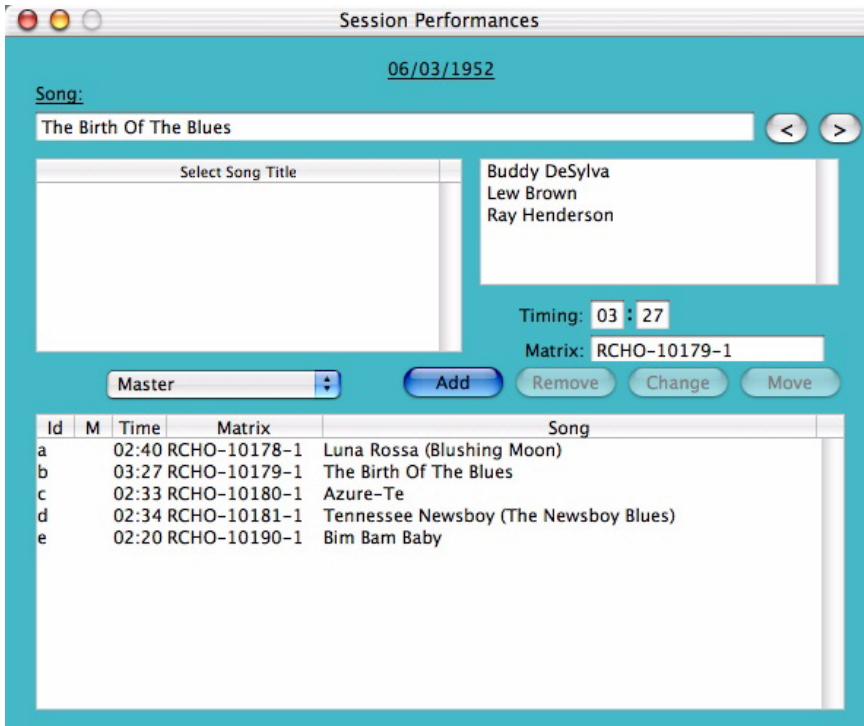 Session Performances
06/03/1952
Song:
The Birth Of The Blues
< >
Select Song Title
Buddy DeSylva
Lew Brown
Ray Henderson
Timing: 03 : 27
Matrix: RCHO-10179-1
Master Add Remove Change Move
Id M Time Matrix Song
a 02:40 RCHO-10178-1 Luna Rossa (Blushing Moon)
b 03:27 RCHO-10179-1 The Birth Of The Blues
c 02:33 RCHO-10180-1 Azure-Te
d 02:34 RCHO-10181-1 Tennessee Newsboy (The Newsboy Blues)
e 02:20 RCHO-10190-1 Bim Bam Baby